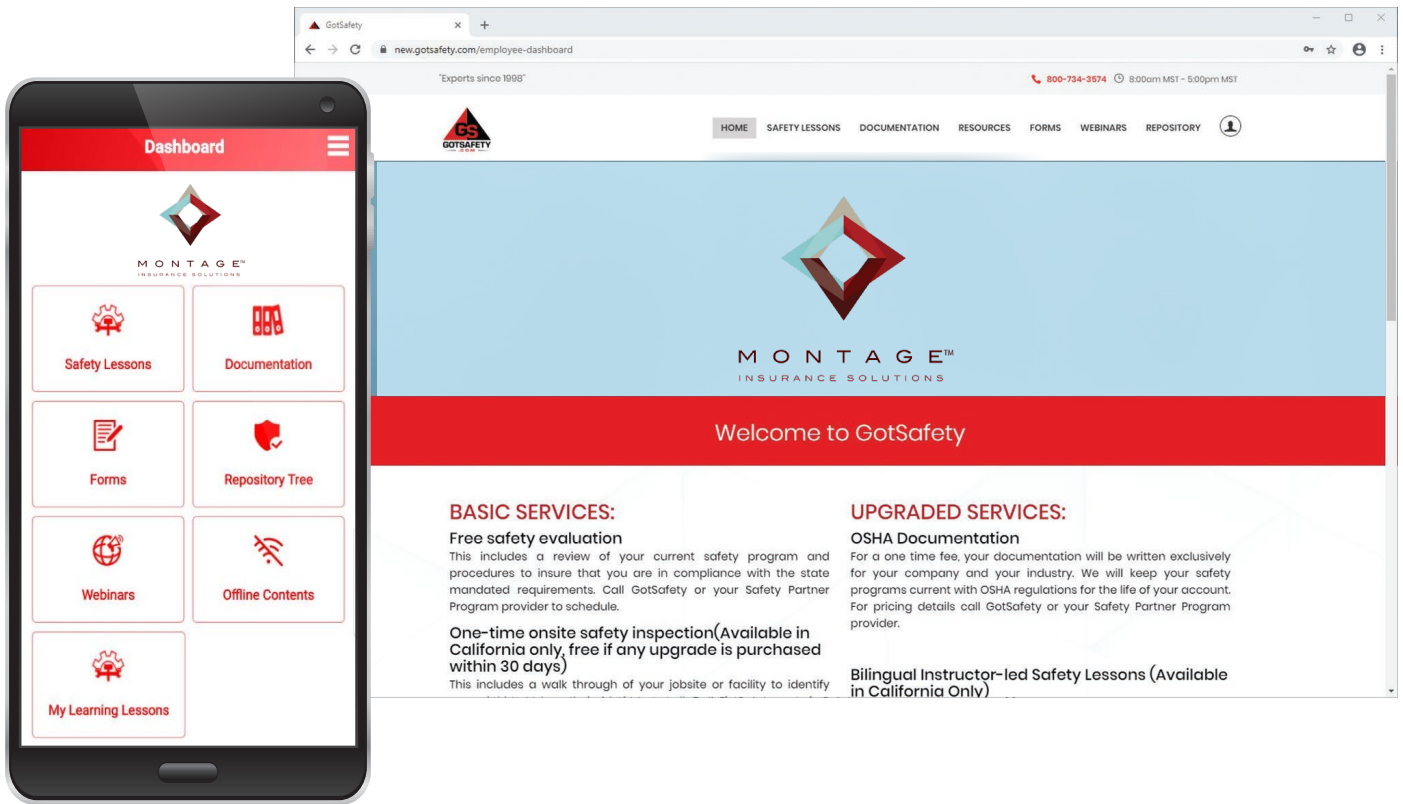 GotSafety
new.gotsafety.com/employee-dashboard
"Experts since 1998"
800-734-3574 8:00am MST - 5:00pm MST
GS
GOTSAFETY
.COM
HOME SAFETY LESSONS DOCUMENTATION RESOURCES FORMS WEBINARS REPOSITORY
MONTAGE™
INSURANCE SOLUTIONS
Welcome to GotSafety
BASIC SERVICES:
Free safety evaluation
This includes a review of your current safety program and
procedures to insure that you are in compliance with the state
mandated requirements. Call GotSafety or your Safety Partner
Program provider to schedule.
One-time onsite safety inspection(Available in
California only, free if any upgrade is purchased
within 30 days)
This includes a walk through of your jobsite or facility to identify
UPGRADED SERVICES:
OSHA Documentation
For a one time fee, your documentation will be written exclusively
for your company and your industry. We will keep your safety
programs current with OSHA regulations for the life of your account.
For pricing details call GotSafety or your Safety Partner Program
provider.
Bilingual Instructor-led Safety Lessons (Available
in California Only)
Dashboard
MONTAGE™
INSURANCE SOLUTIONS
Safety Lessons
Documentation
Forms
Repository Tree
Webinars
Offline Contents
My Learning Lessons